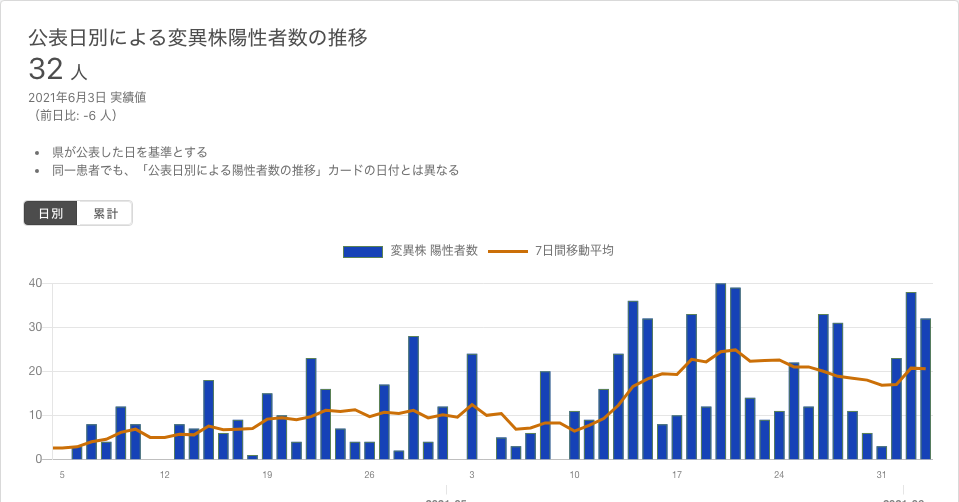 公表日別による変異株陽性者数の推移
32 人
2021年6月3日 実績値
（前日比: -6 人）
• 県が公表した日を基準とする
• 同一患者でも、「公表日別による陽性者数の推移」カードの日付とは異なる
日別 累計
変異株 陽性者数 7日間移動平均
40
30
20
10
0
5 12 19 26 3 10 17 24 31